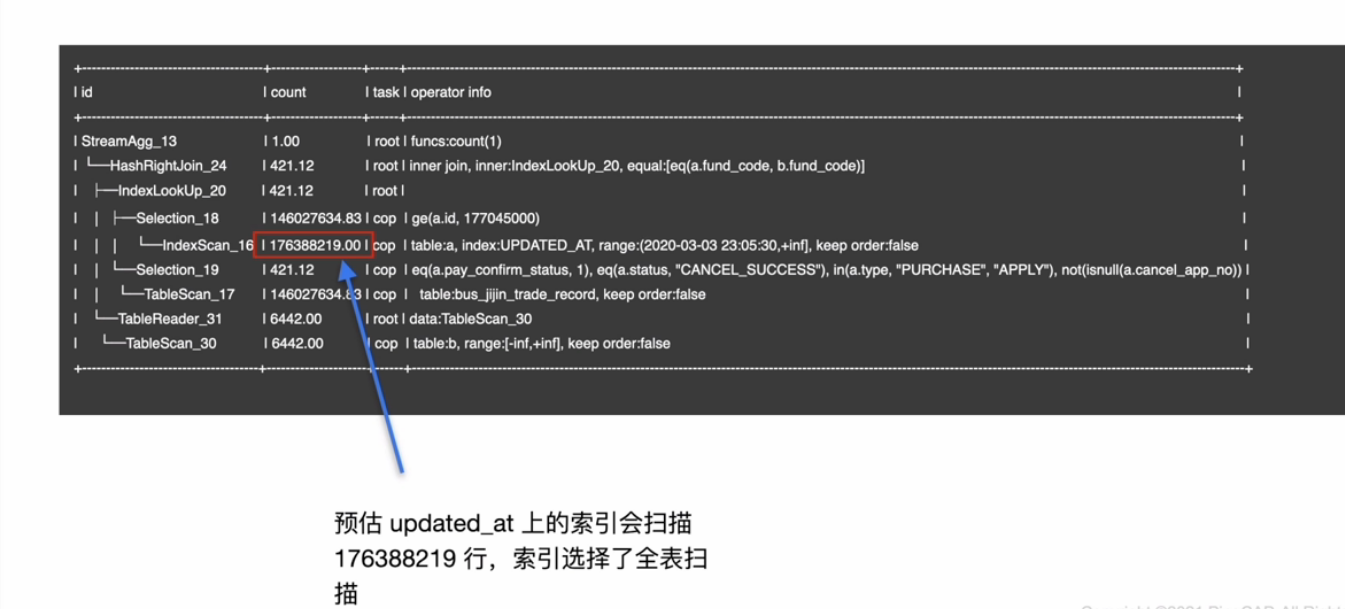 +-----------------------------------+------------------+------+------------------------------------------------------------------+
| id | count | task | operator info |
+-----------------------------------+------------------+------+------------------------------------------------------------------+
| StreamAgg_13 | 1.00 | root | funcs:count(1) |
| └──HashRightJoin_24 | 421.12 | root | inner join, inner:IndexLookUp_20, equal:[eq(a.fund_code, b.fund_code)] |
| ├──IndexLookUp_20 | 421.12 | root | |
| | ├──Selection_18 | 146027634.83 | cop | ge(a.id, 177045000) |
| | | └──IndexScan_16 | 176388219.00 | cop | table:a, index:UPDATED_AT, range:(2020-03-03 23:05:30,+inf], keep order:false |
| | └──Selection_19 | 421.12 | cop | eq(a.pay_confirm_status, 1), eq(a.status, "CANCEL_SUCCESS"), in(a.type, "PURCHASE", "APPLY"), not(isnull(a.cancel_app_no)) |
| | └──TableScan_17 | 146027634.83 | cop | table:bus_jijin_trade_record, keep order:false |
| └──TableReader_31 | 6442.00 | root | data:TableScan_30 |
| └──TableScan_30 | 6442.00 | cop | table:b, range:[-inf,+inf], keep order:false |
+-----------------------------------+------------------+------+------------------------------------------------------------------+
预估 updated_at 上的索引会扫描
176388219 行，索引选择了全表扫
描